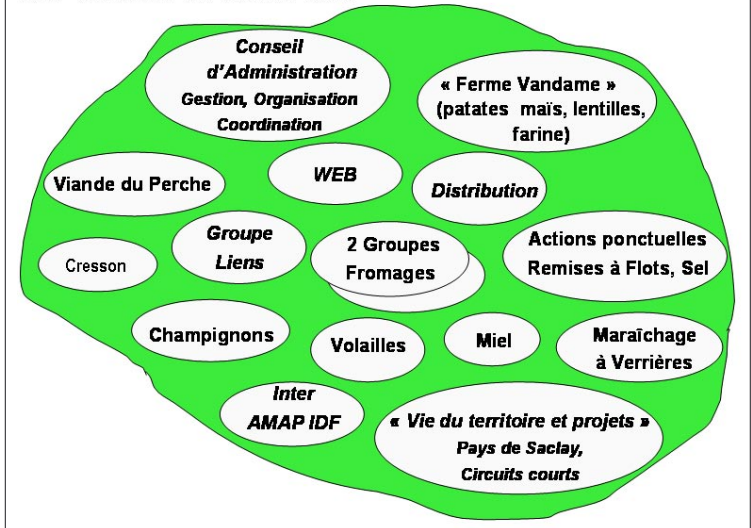 Conseil
d'Administration
Gestion, Organisation
Coordination
« Ferme Vandame »
(patates maïs, lentilles,
farine)
Viande du Perche
WEB
Distribution
Groupe
Liens
2 Groupes
Fromages
Actions ponctuelles
Remises à Flots, Sel
Cresson
Champignons
Volailles
Miel
Maraîchage
à Verrières
Inter
AMAP IDF
« Vie du territoire et projets »
Pays de Saclay,
Circuits courts